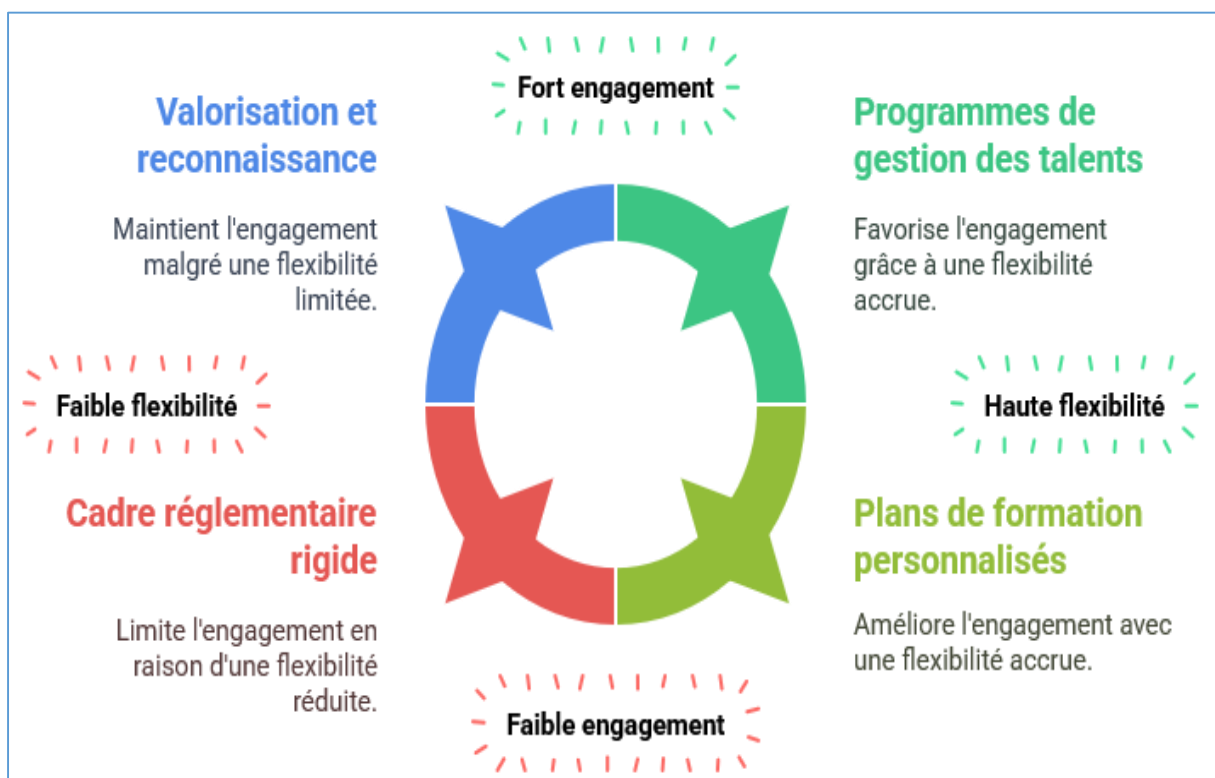 Fort engagement
Valorisation et
reconnaissance
Maintient l'engagement
malgré une flexibilité
limitée.
Programmes de
gestion des talents
Favorise l'engagement
grâce à une flexibilité
accrue.
Faible flexibilité
Haute flexibilité
Cadre réglementaire
rigide
Limite l'engagement en
raison d'une flexibilité
réduite.
Plans de formation
personnalisés
Améliore l'engagement avec
une flexibilité accrue.
Faible engagement